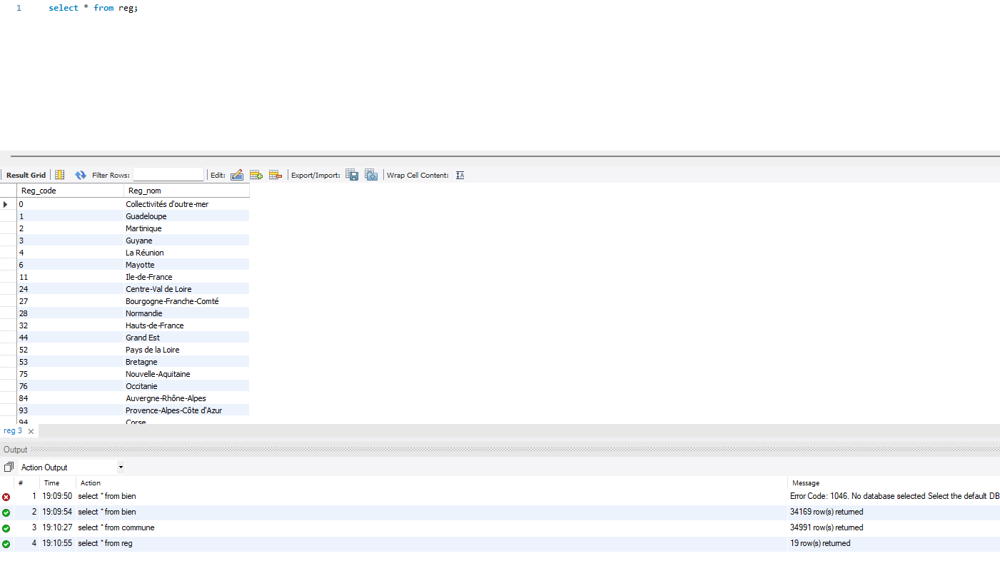 1 select * from reg;
Result Grid Filter Rows: Edit: Export/Import: Wrap Cell Content:
Reg_code Reg_nom
0 Collectivités d'outre-mer
1 Guadeloupe
2 Martinique
3 Guyane
4 La Réunion
6 Mayotte
11 Ile-de-France
24 Centre-Val de Loire
27 Bourgogne-Franche-Comté
28 Normandie
32 Hauts-de-France
44 Grand Est
52 Pays de la Loire
53 Bretagne
75 Nouvelle-Aquitaine
76 Occitanie
84 Auvergne-Rhône-Alpes
93 Provence-Alpes-Côte d'Azur
94 Corse
reg 3
Output
Action Output
# Time Action Message
1 19:09:50 select * from bien Error Code: 1046. No database selected Select the default DB
2 19:09:54 select * from bien 34169 row(s) returned
3 19:10:27 select * from commune 34991 row(s) returned
4 19:10:55 select * from reg 19 row(s) returned